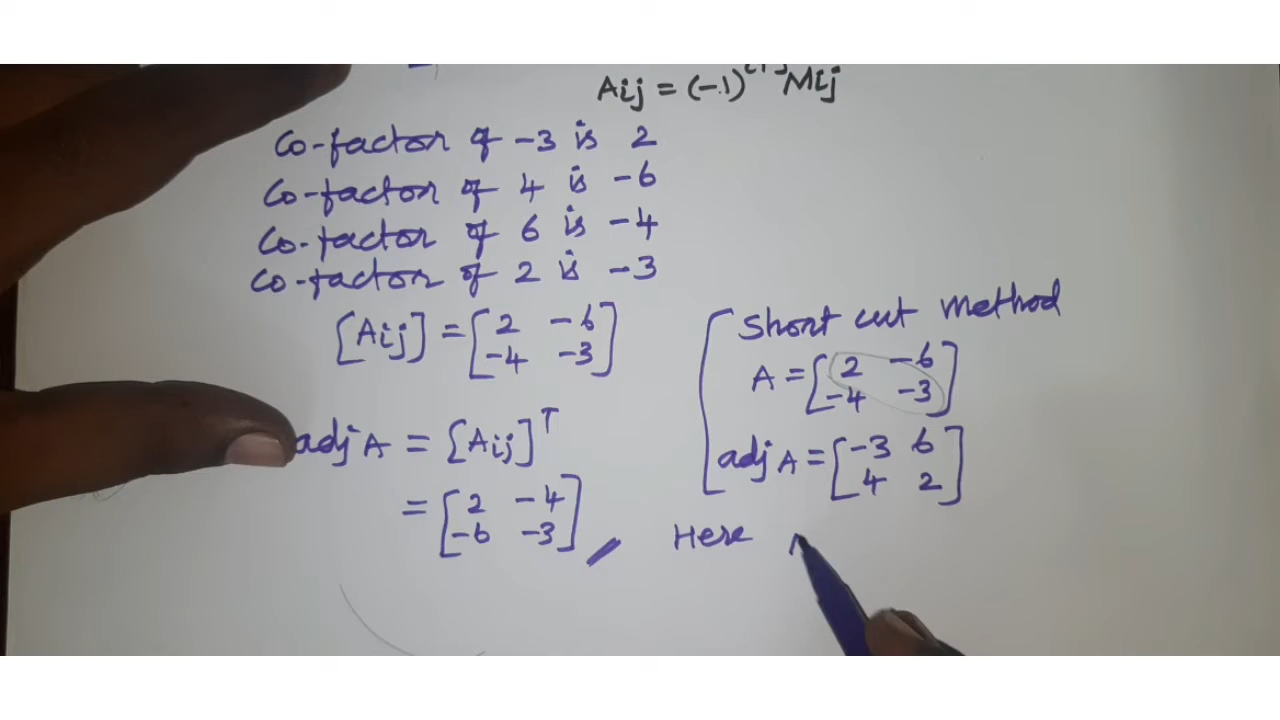 Aij = (-1)^i+j Mij
Co-factor of -3 is 2
Co-factor of 4 is -6
Co-factor of 6 is -4
Co-factor of 2 is -3
[Aij] = [2 -6
-4 -3]
adj A = [Aij]^T
= [2 -4
-6 -3]
Short cut method
A = [2 -6
-4 -3]
adj A = [-3 6
4 2]
Here